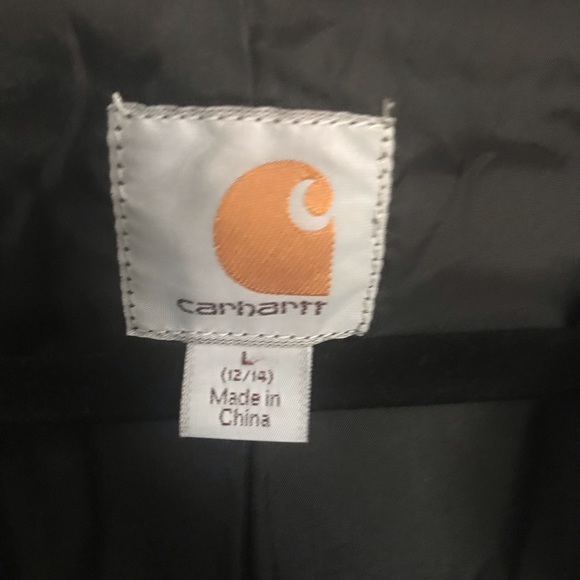 carhartt
L
(12/14)
Made in
China